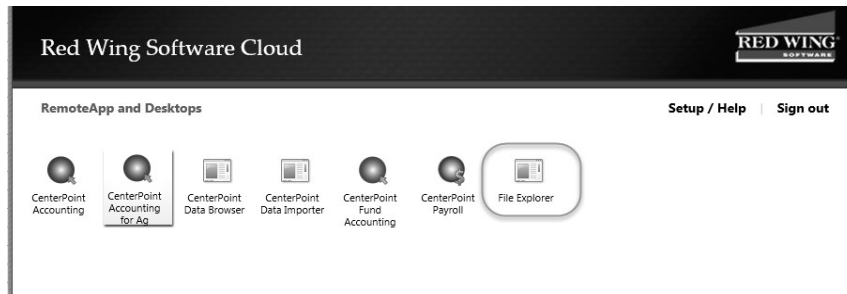 Red Wing Software Cloud
RED WING
SOFTWARE
RemoteApp and Desktops
Setup / Help | Sign out
CenterPoint
Accounting
CenterPoint
Accounting
for Ag
CenterPoint
Data Browser
CenterPoint
Data Importer
CenterPoint
Fund
Accounting
CenterPoint
Payroll
File Explorer